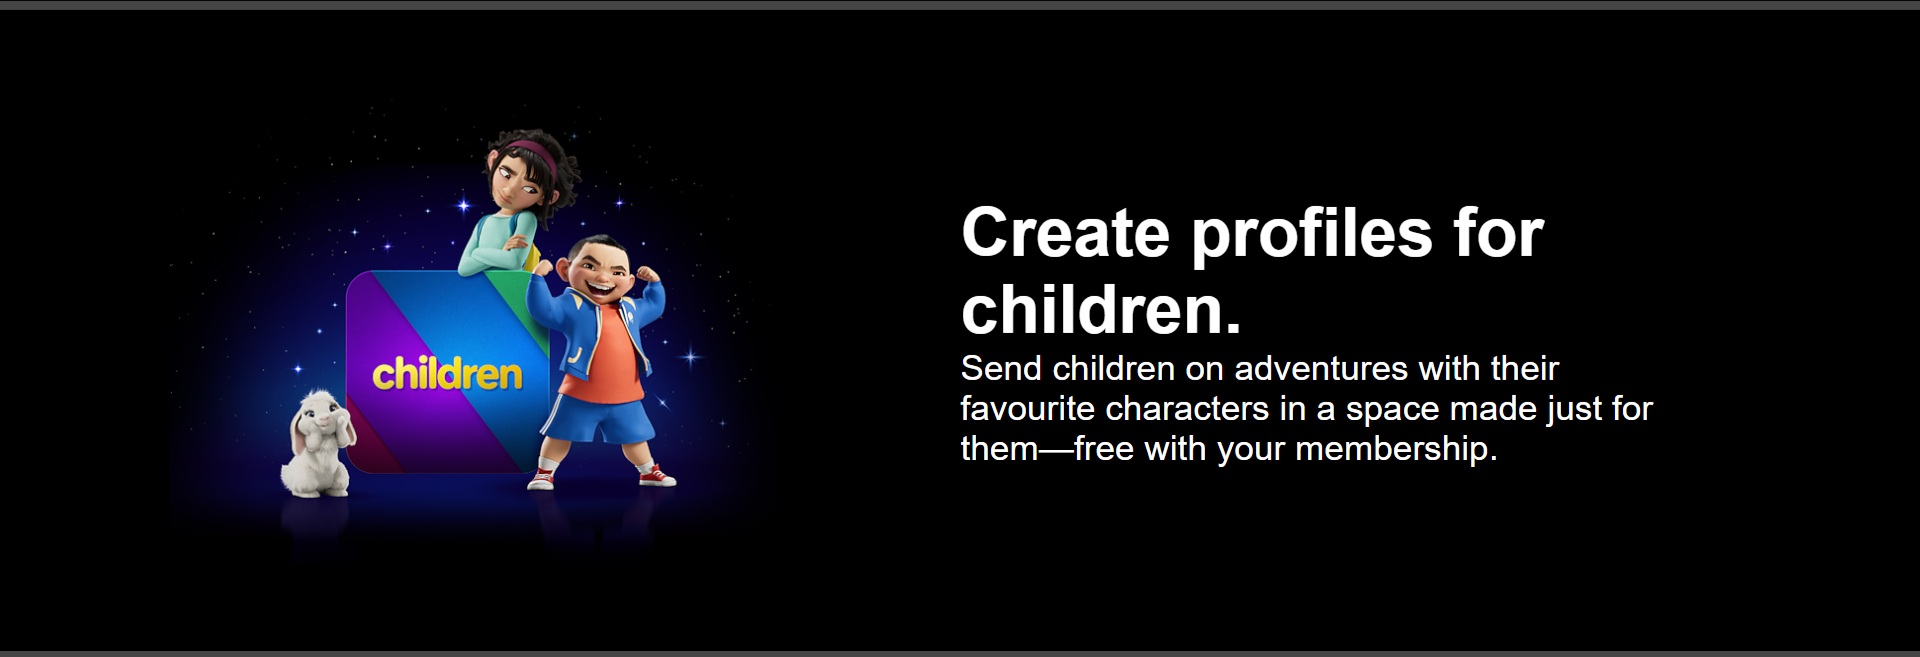 children
Create profiles for
children.
Send children on adventures with their
favourite characters in a space made just for
them—free with your membership.